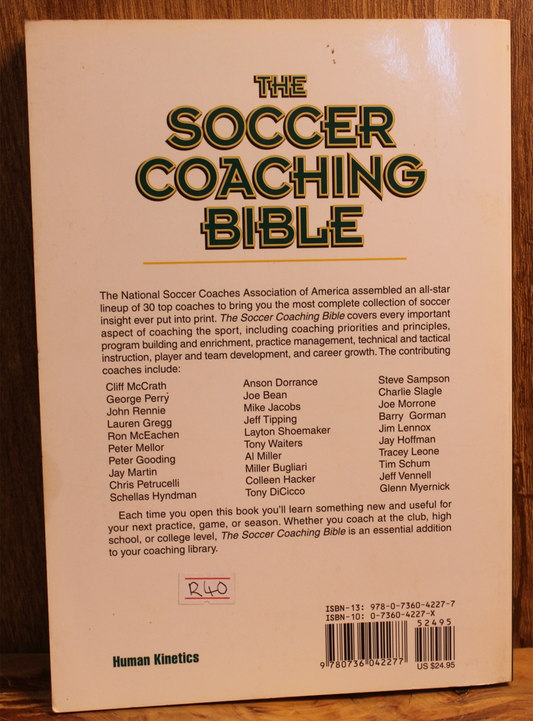 THE
SOCCER
COACHING
BIBLE
The National Soccer Coaches Association of America assembled an all-star
lineup of 30 top coaches to bring you the most complete collection of soccer
insight ever put into print. The Soccer Coaching Bible covers every important
aspect of coaching the sport, including coaching priorities and principles,
program building and enrichment, practice management, technical and tactical
instruction, player and team development, and career growth. The contributing
coaches include:
Cliff McCrath
George Perry
John Rennie
Lauren Gregg
Ron McEachen
Peter Mellor
Peter Gooding
Jay Martin
Chris Petrucelli
Schellas Hyndman
Anson Dorrance
Joe Bean
Mike Jacobs
Jeff Tipping
Layton Shoemaker
Tony Waiters
Al Miller
Miller Bugliari
Colleen Hacker
Tony DiCicco
Steve Sampson
Charlie Slagle
Joe Morrone
Barry Gorman
Jim Lennox
Jay Hoffman
Tracey Leone
Tim Schum
Jeff Vennell
Glenn Myernick
Each time you open this book you'll learn something new and useful for
your next practice, game, or season. Whether you coach at the club, high
school, or college level, The Soccer Coaching Bible is an essential addition
to your coaching library.
R40
ISBN-13: 978-0-7360-4227-7
ISBN-10: 0-7360-4227-X
52495
9 780736 042277
US $24.95
Human Kinetics